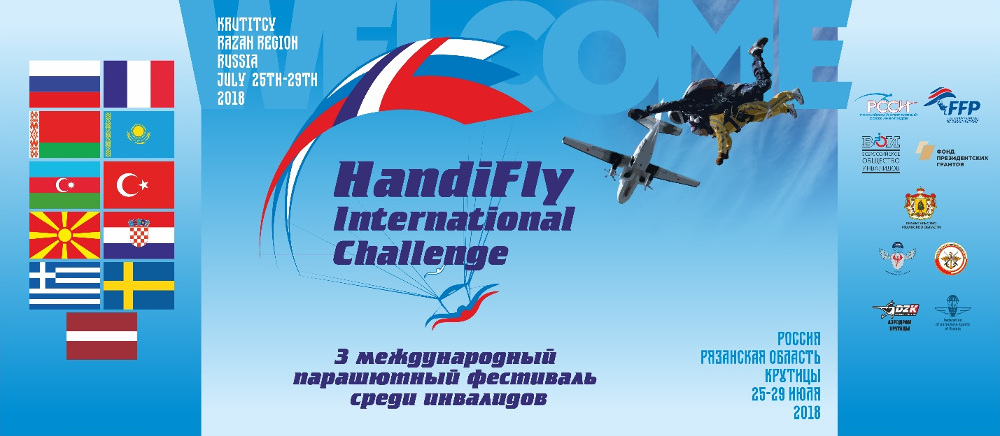 WELCOME
KRUTITCY
RAZAN REGION
RUSSIA
JULY 25TH-29TH
2018
HandiFly
International
Challenge
3 международный
парашютный фестиваль
среди инвалидов
РОССИЯ
РЯЗАНСКАЯ ОБЛАСТЬ
КРУТИЦЫ
25-29 ИЮЛЯ
2018
РССИ
РОССИЙСКИЙ СПОРТИВНЫЙ
СОЮЗ ИНВАЛИДОВ
FFP
DE PARACHUTISME
ВОИ
ВСЕРОССИЙСКОЕ
ОБЩЕСТВО
ИНВАЛИДОВ
ФОНД
ПРЕЗИДЕНТСКИХ
ГРАНТОВ
ПРАВИТЕЛЬСТВО
РЯЗАНСКОЙ ОБЛАСТИ
DZK
АЭРОДРОМ
КРУТИЦЫ
federation
of parachute sports
of Russia